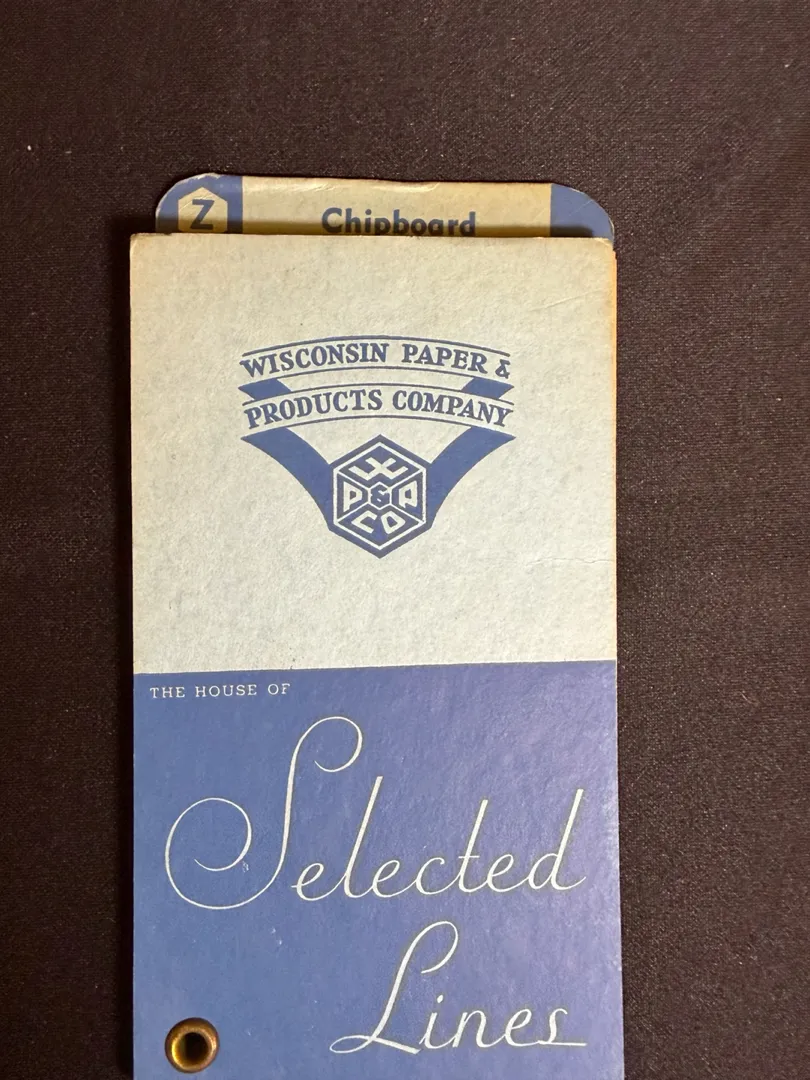 Z
Chipboard
WISCONSIN PAPER &
PRODUCTS COMPANY
W
P & P
CO
THE HOUSE OF
Selected
Lines